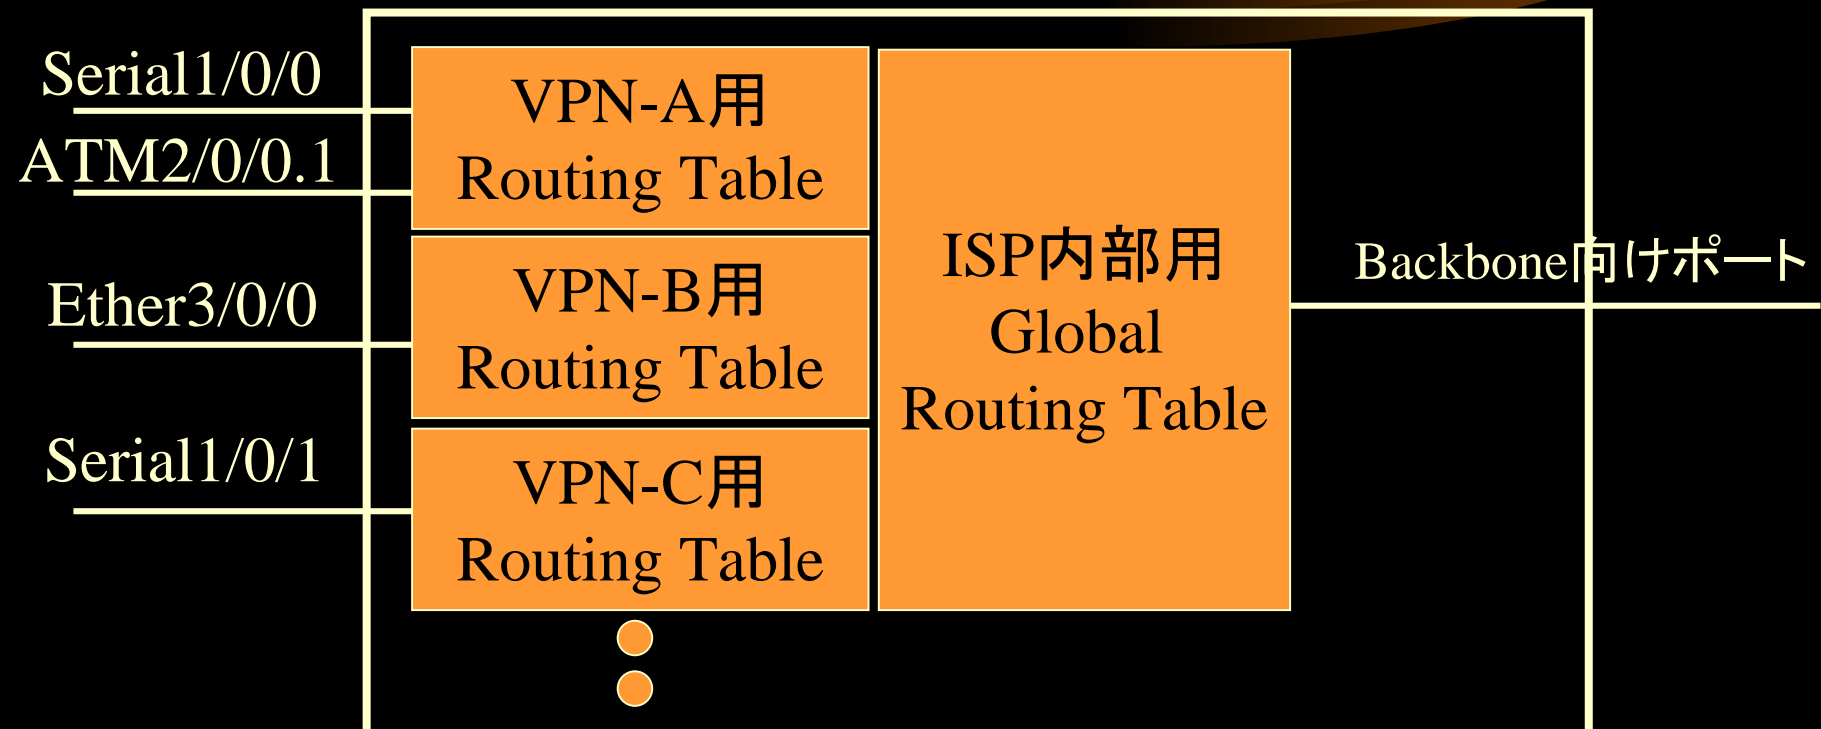 Serial1/0/0
ATM2/0/0.1
Ether3/0/0
Serial1/0/1
VPN-A用
Routing Table
VPN-B用
Routing Table
VPN-C用
Routing Table
ISP内部用
Global
Routing Table
Backbone向けポート